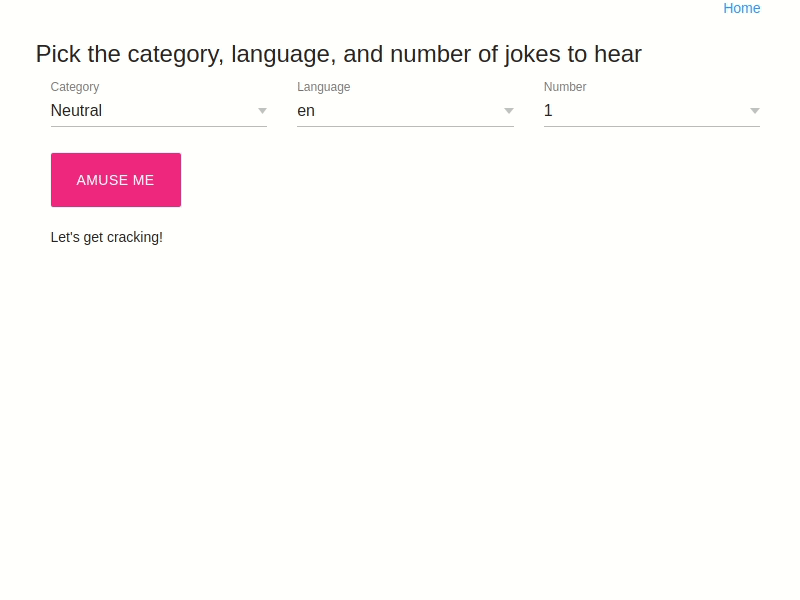 Home
Pick the category, language, and number of jokes to hear
Category Language Number
Neutral en 1
AMUSE ME
Let's get cracking!